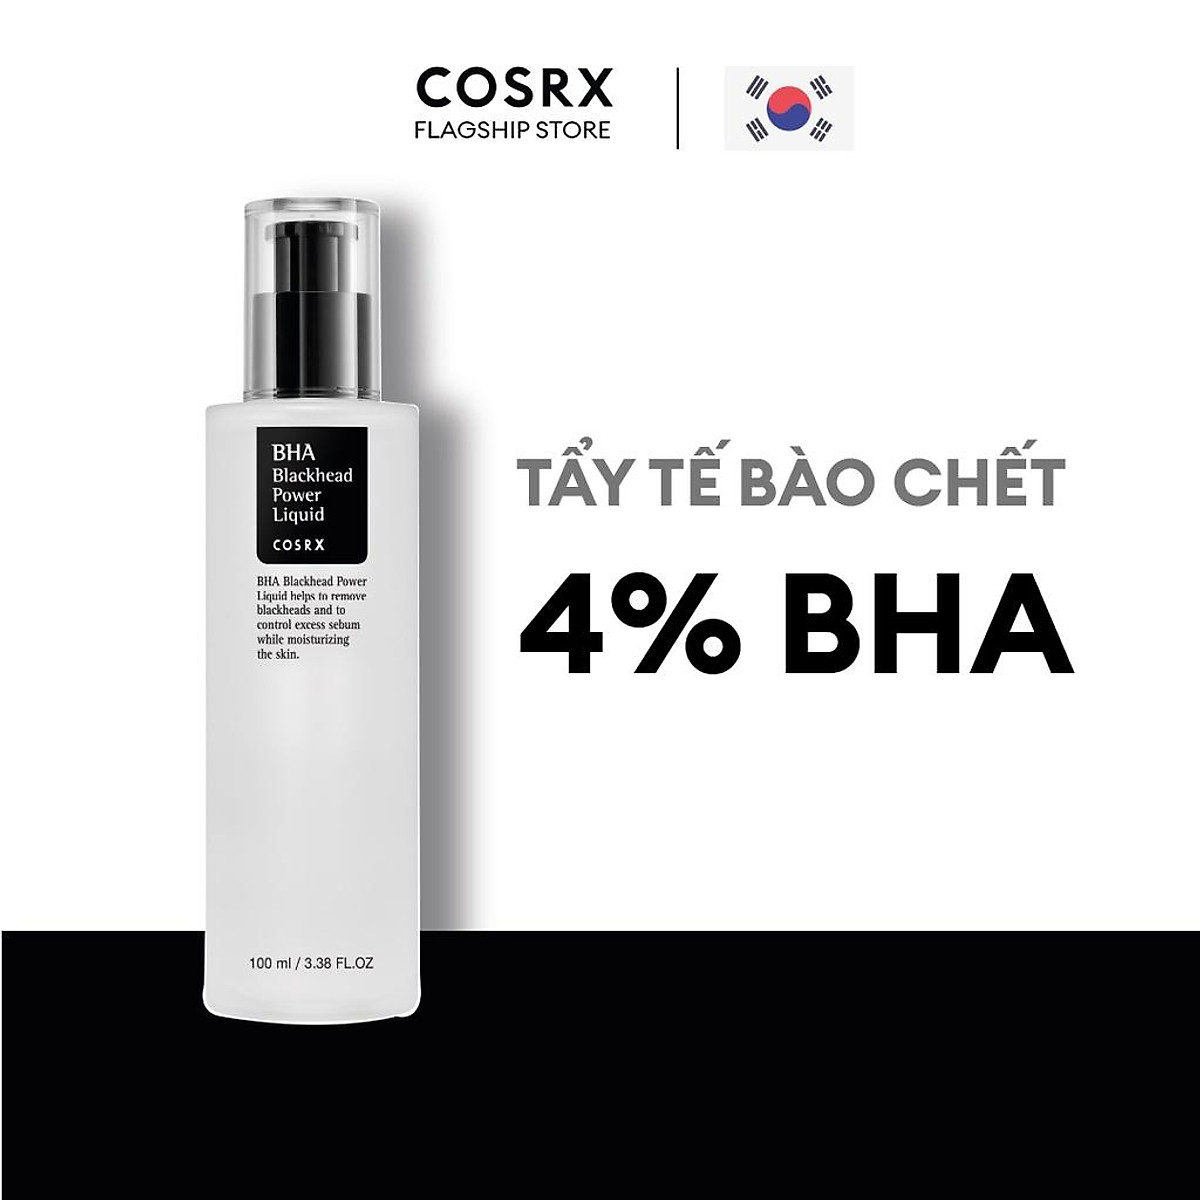 COSRX
FLAGSHIP STORE
BHA
Blackhead
Power
Liquid
COSRX
BHA Blackhead Power
Liquid helps to remove
blackheads and to
control excess sebum
while moisturizing
the skin.
100 ml / 3.38 FL.OZ
TẨY TẾ BÀO CHẾT
4% BHA